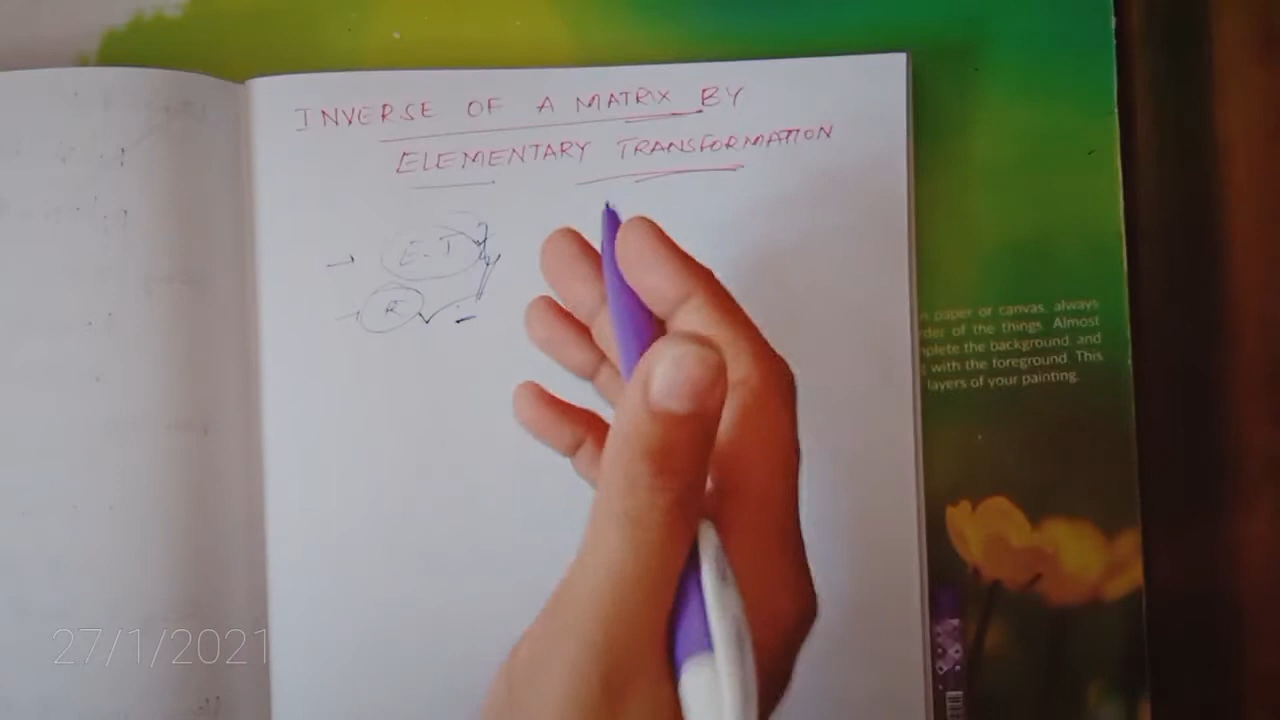 INVERSE OF A MATRIX BY
ELEMENTARY TRANSFORMATION
E-T
R
paper or canvas, always
of the things. Almost
the background, and
with the foreground. This
layers of your painting.
27/1/2021